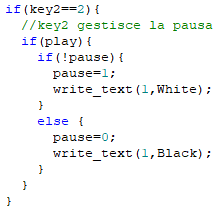 if(key2==2){
//key2 gestisce la pausa
if(play){
if(!pause){
pause=1;
write_text(1,White);
}
else {
pause=0;
write_text(1,Black);
}
}
}